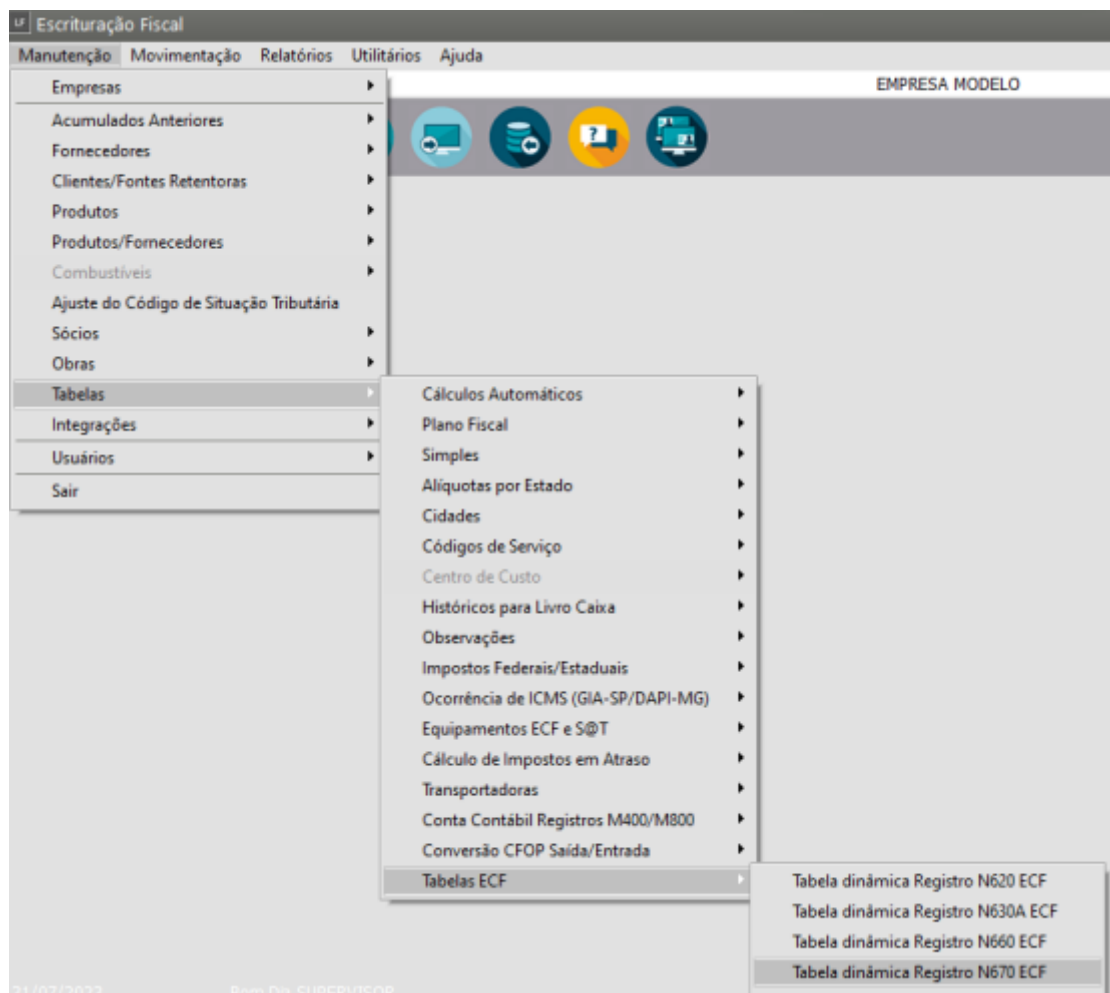 LF Escrituração Fiscal
Manutenção Movimentação Relatórios Utilitários Ajuda
EMPRESA MODELO
Empresas
Acumulados Anteriores
Fornecedores
Clientes/Fontes Retentoras
Produtos
Produtos/Fornecedores
Combustíveis
Ajuste do Código de Situação Tributária
Sócios
Obras
Tabelas
Integrações
Usuários
Sair
Cálculos Automáticos
Plano Fiscal
Simples
Alíquotas por Estado
Cidades
Códigos de Serviço
Centro de Custo
Históricos para Livro Caixa
Observações
Impostos Federais/Estaduais
Ocorrência de ICMS (GIA-SP/DAPI-MG)
Equipamentos ECF e S@T
Cálculo de Impostos em Atraso
Transportadoras
Conta Contábil Registros M400/M800
Conversão CFOP Saída/Entrada
Tabelas ECF
Tabela dinâmica Registro N620 ECF
Tabela dinâmica Registro N630A ECF
Tabela dinâmica Registro N660 ECF
Tabela dinâmica Registro N670 ECF